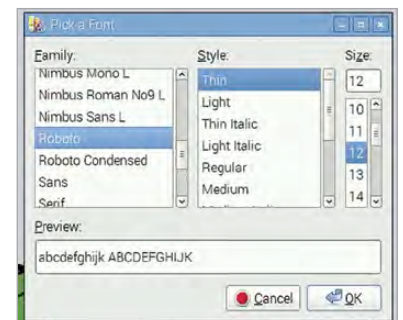 Pick a Font
Family:
Nimbus Mono L
Nimbus Roman No9 L
Nimbus Sans L
Roboto
Roboto Condensed
Sans
Serif
Style:
Thin
Light
Thin Italic
Light Italic
Regular
Medium
Size:
12
10
11
12
13
14
Preview:
abcdefghijk ABCDEFGHIJK
Cancel
OK